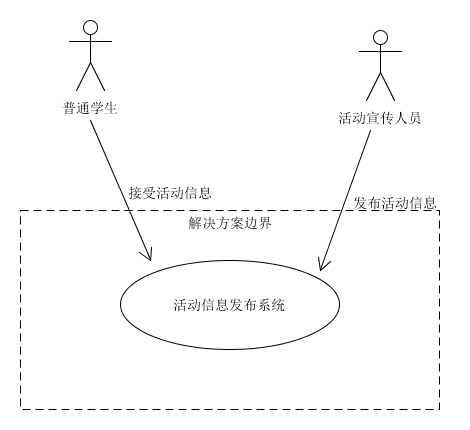 普通学生
活动宣传人员
接受活动信息
发布活动信息
解决方案边界
活动信息发布系统